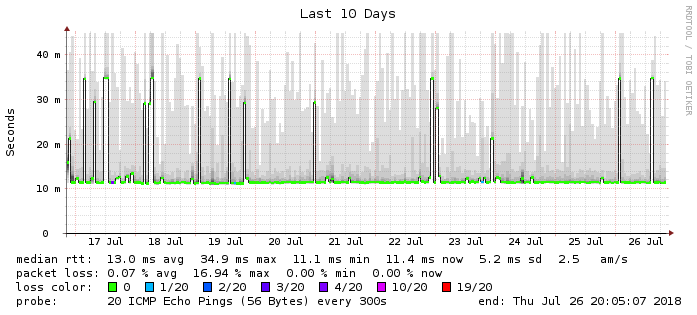 Last 10 Days
RRDTOOL / TOBI OETIKER
Seconds
40 m
30 m
20 m
10 m
0
17 Jul 18 Jul 19 Jul 20 Jul 21 Jul 22 Jul 23 Jul 24 Jul 25 Jul 26 Jul
median rtt: 13.0 ms avg 34.9 ms max 11.1 ms min 11.4 ms now 5.2 ms sd 2.5 am/s
packet loss: 0.07 % avg 16.94 % max 0.00 % min 0.00 % now
loss color: 0 1/20 2/20 3/20 4/20 10/20 19/20
probe: 20 ICMP Echo Pings (56 Bytes) every 300s end: Thu Jul 26 20:05:07 2018